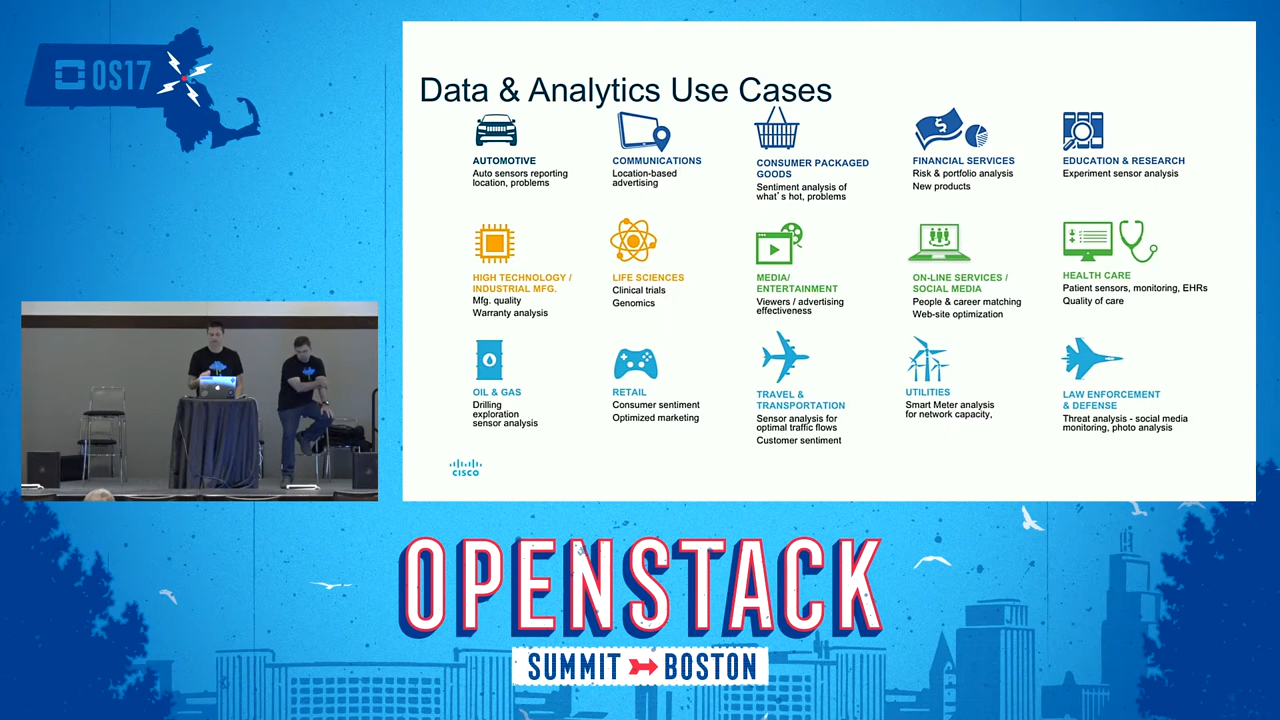 OS17
Data & Analytics Use Cases
AUTOMOTIVE
Auto sensors reporting
location, problems
COMMUNICATIONS
Location-based
advertising
CONSUMER PACKAGED
GOODS
Sentiment analysis of
what's hot, problems
FINANCIAL SERVICES
Risk & portfolio analysis
New products
EDUCATION & RESEARCH
Experiment sensor analysis
HIGH TECHNOLOGY /
INDUSTRIAL MFG.
Mfg. quality
Warranty analysis
LIFE SCIENCES
Clinical trials
Genomics
MEDIA/
ENTERTAINMENT
Viewers / advertising
effectiveness
ON-LINE SERVICES /
SOCIAL MEDIA
People & career matching
Web-site optimization
HEALTH CARE
Patient sensors, monitoring, EHRs
Quality of care
OIL & GAS
Drilling
exploration
sensor analysis
RETAIL
Consumer sentiment
Optimized marketing
TRAVEL &
TRANSPORTATION
Sensor analysis for
optimal traffic flows
Customer sentiment
UTILITIES
Smart Meter analysis
for network capacity,
LAW ENFORCEMENT
& DEFENSE
Threat analysis - social media
monitoring, photo analysis
CISCO
OPENSTACK
SUMMIT BOSTON